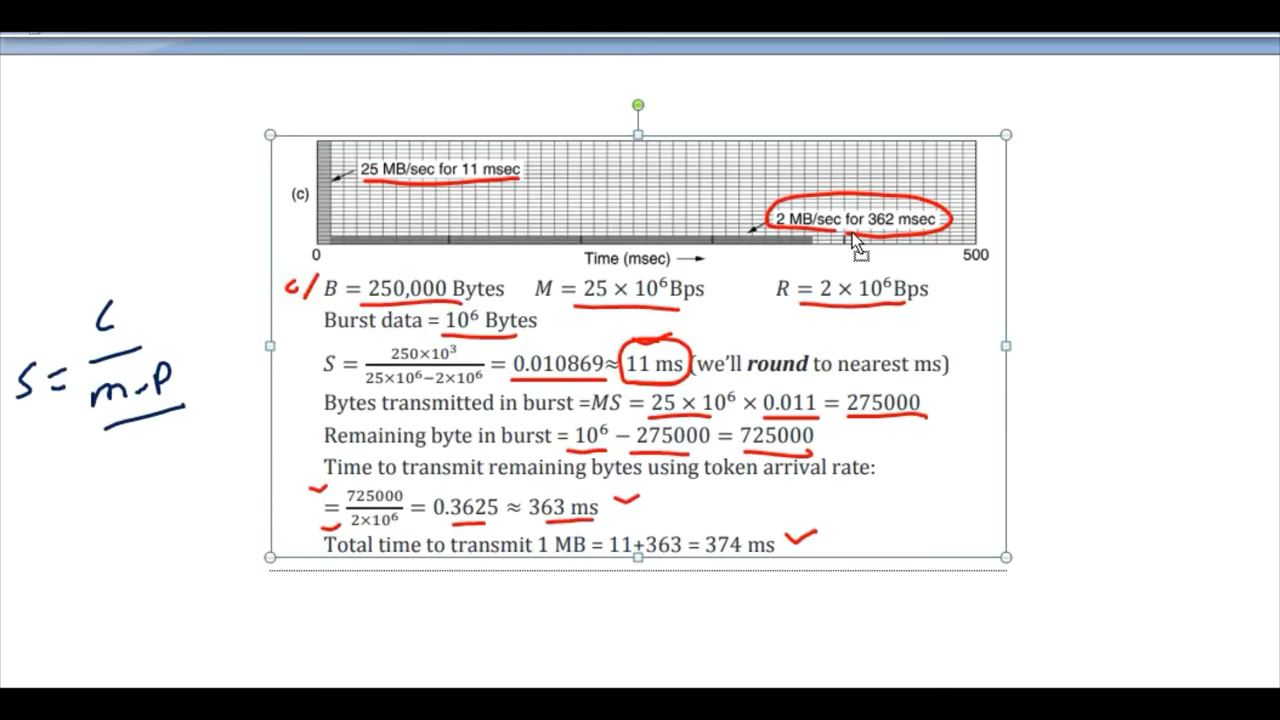 25 MB/sec for 11 msec
(c)
2 MB/sec for 362 msec
0 Time (msec) 500
c/ B = 250,000 Bytes M = 25 × 10⁶Bps R = 2 × 10⁶Bps
Burst data = 10⁶ Bytes
S = 250×10³ / 25×10⁶−2×10⁶ = 0.010869≈ 11 ms (we'll round to nearest ms)
Bytes transmitted in burst =MS = 25 × 10⁶ × 0.011 = 275000
Remaining byte in burst = 10⁶ − 275000 = 725000
Time to transmit remaining bytes using token arrival rate:
= 725000 / 2×10⁶ = 0.3625 ≈ 363 ms
Total time to transmit 1 MB = 11+363 = 374 ms
S = C / m-P